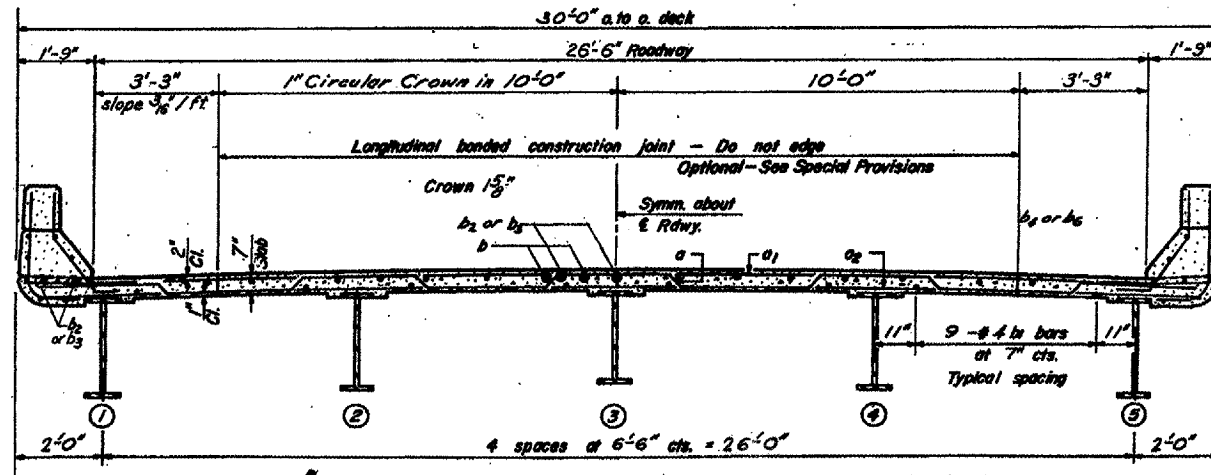 30'-0" o. to o. deck
1'-9"
26'-6" Roadway
1'-9"
3'-3"
1" Circular Crown in 10'-0"
10'-0"
3'-3"
slope 3/16" / ft.
Longitudinal bonded construction joint - Do not edge
Optional-See Special Provisions
Crown 1 5/8"
Symm. about
℄ Rdwy.
b2 or b5
b
b4 or b6
2"
Cl.
7"
Slab
a
a1
a2
1"
Cl.
b2
or b3
11"
9 - #4 b1 bars
11"
at 7" cts.
Typical spacing
1
2
3
4
5
2'-0"
4 spaces at 6'-6" cts. = 26'-0"
2'-0"